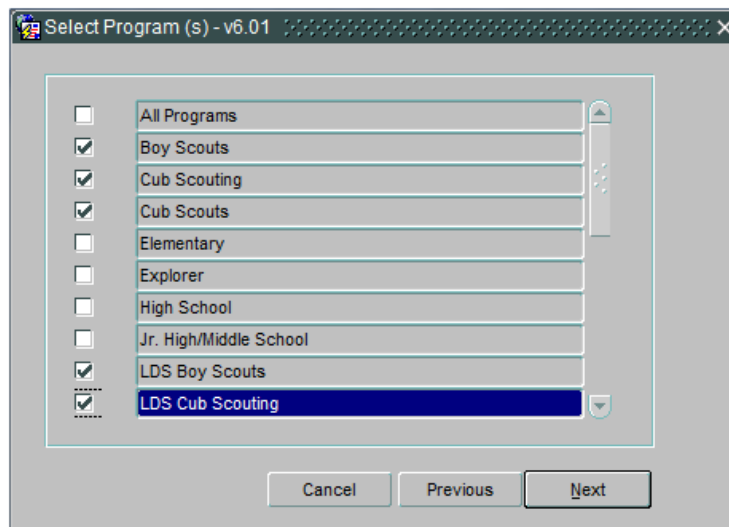 Select Program (s) - v6.01
All Programs
Boy Scouts
Cub Scouting
Cub Scouts
Elementary
Explorer
High School
Jr. High/Middle School
LDS Boy Scouts
LDS Cub Scouting
Cancel Previous Next